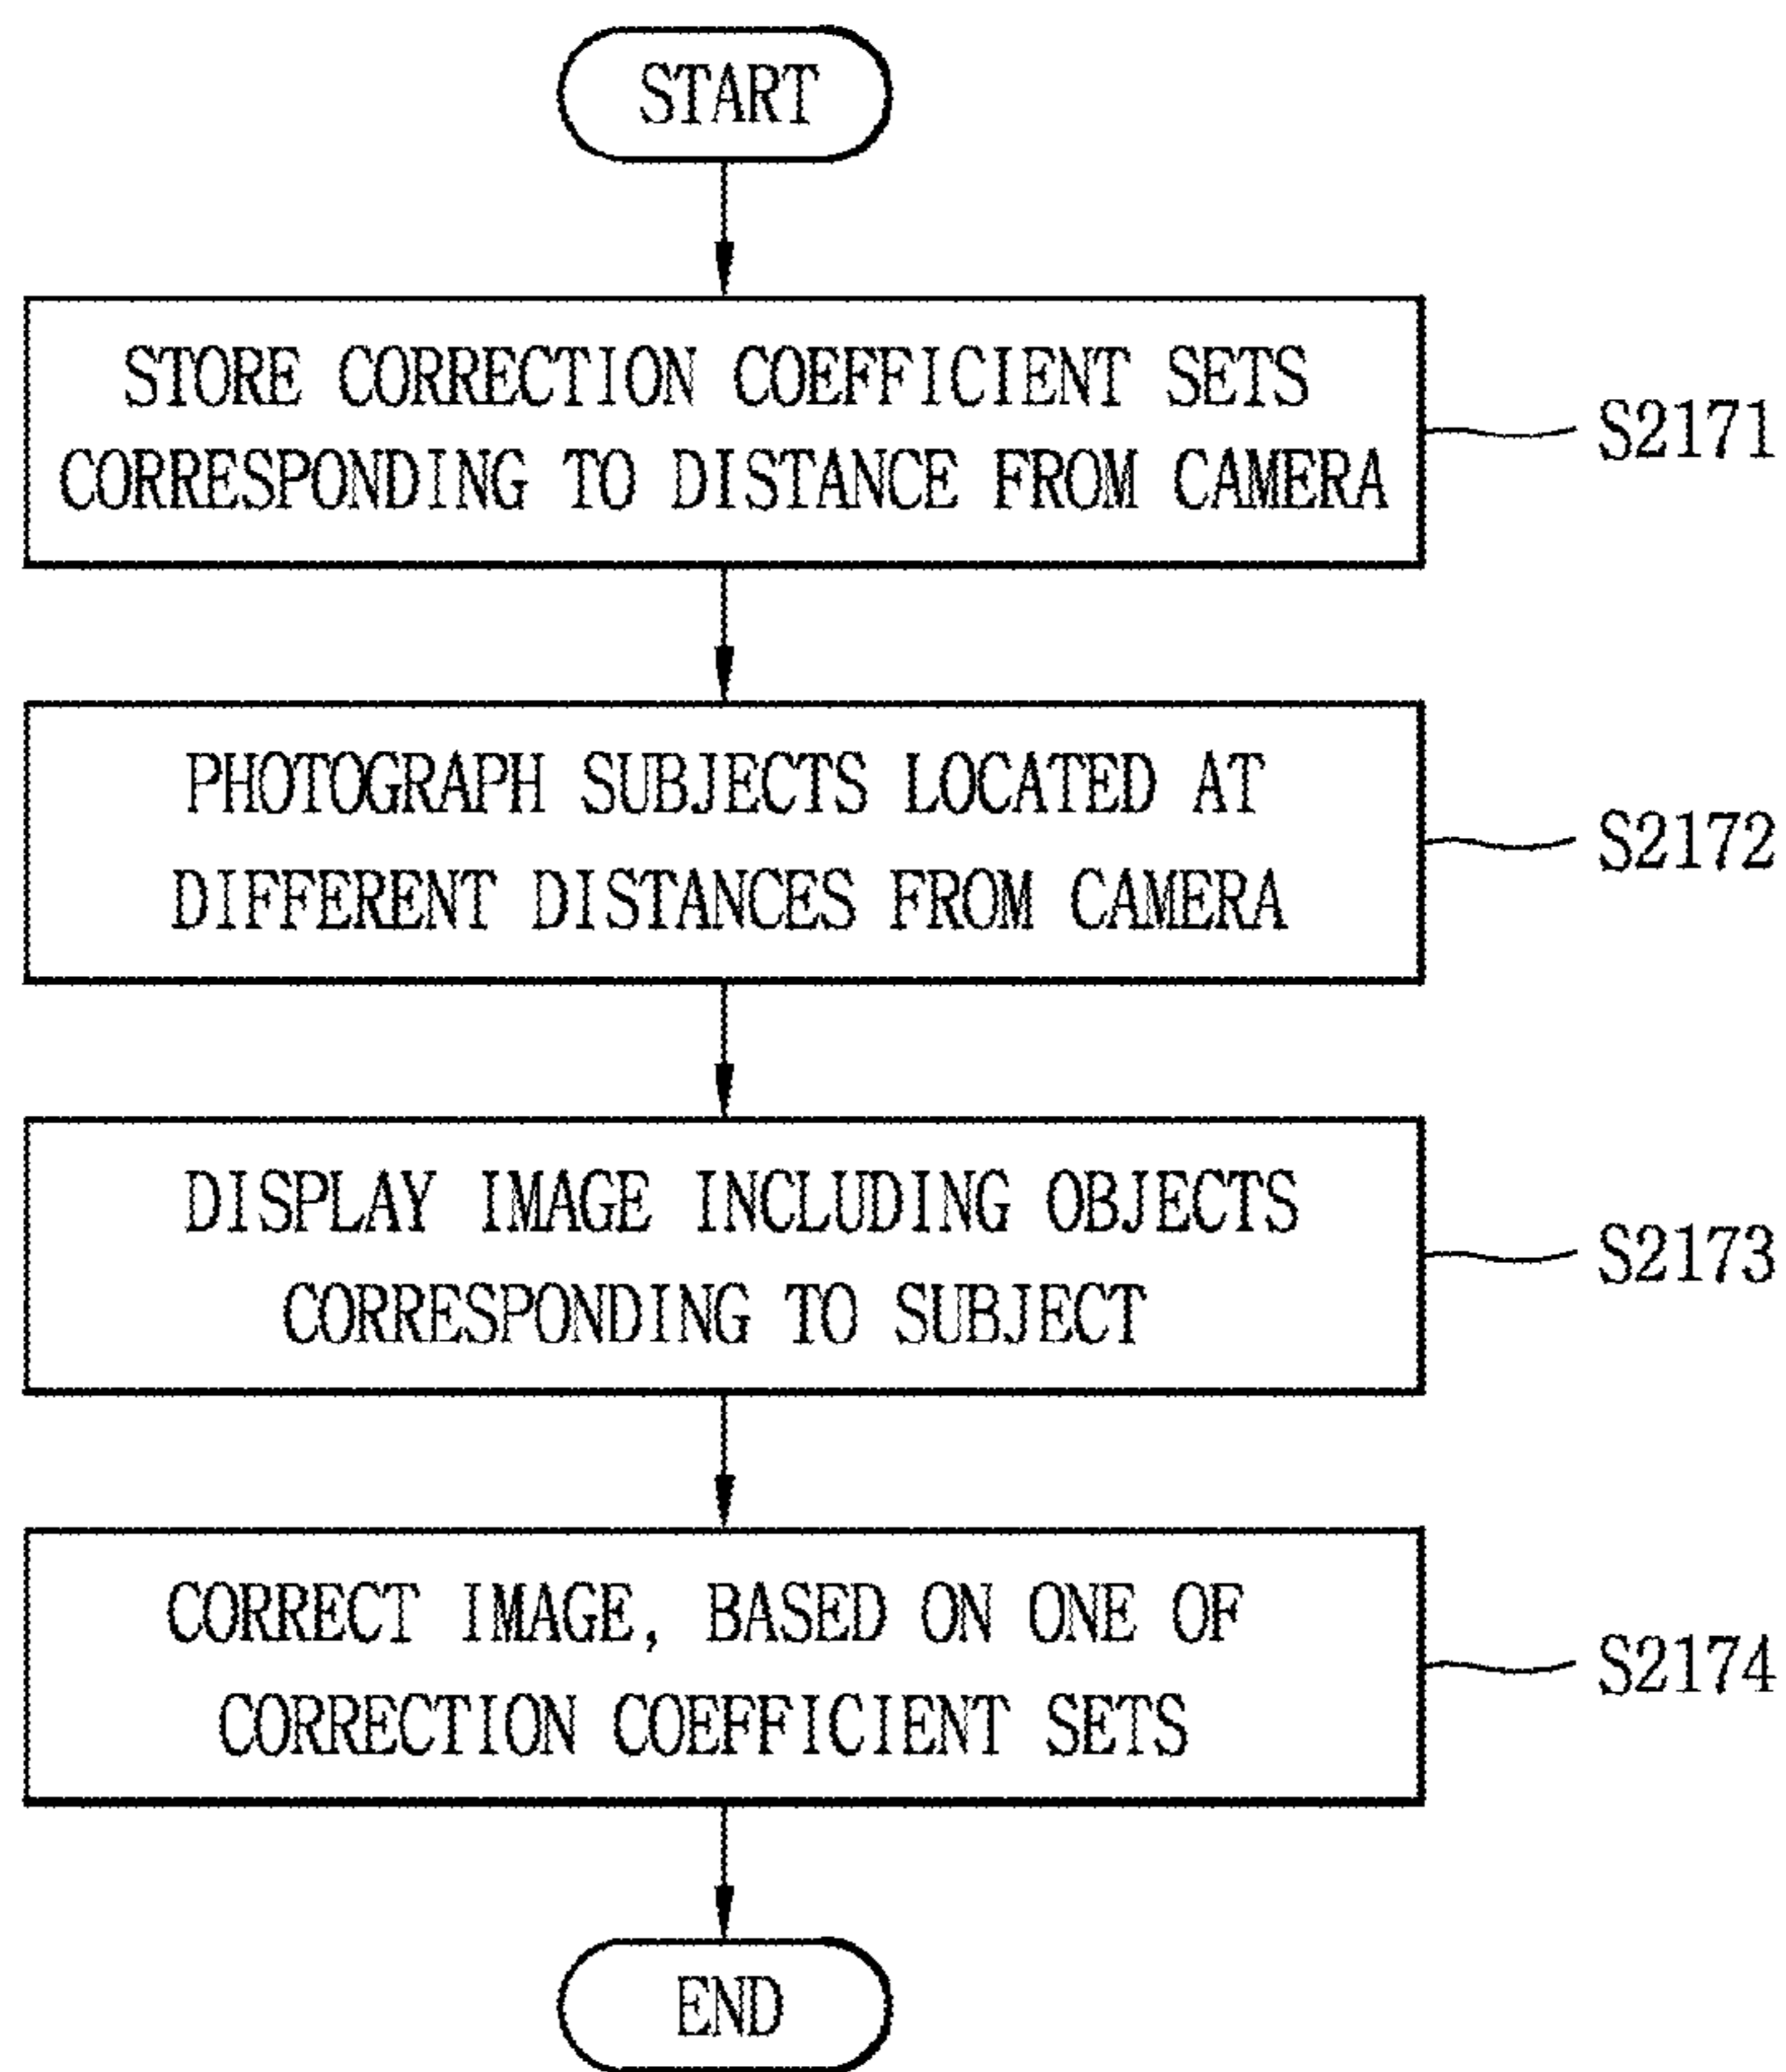 START
STORE CORRECTION COEFFICIENT SETS
CORRESPONDING TO DISTANCE FROM CAMERA
S2171
PHOTOGRAPH SUBJECTS LOCATED AT
DIFFERENT DISTANCES FROM CAMERA
S2172
DISPLAY IMAGE INCLUDING OBJECTS
CORRESPONDING TO SUBJECT
S2173
CORRECT IMAGE, BASED ON ONE OF
CORRECTION COEFFICIENT SETS
S2174
END